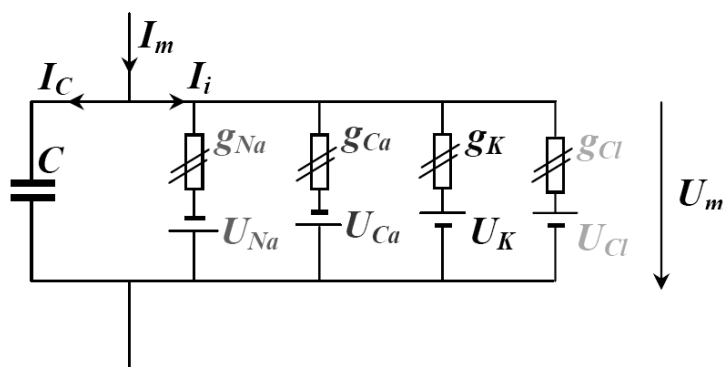 I_m
I_C I_i
g_Na g_Ca g_K g_Cl
C
U_m
U_Na U_Ca U_K U_Cl